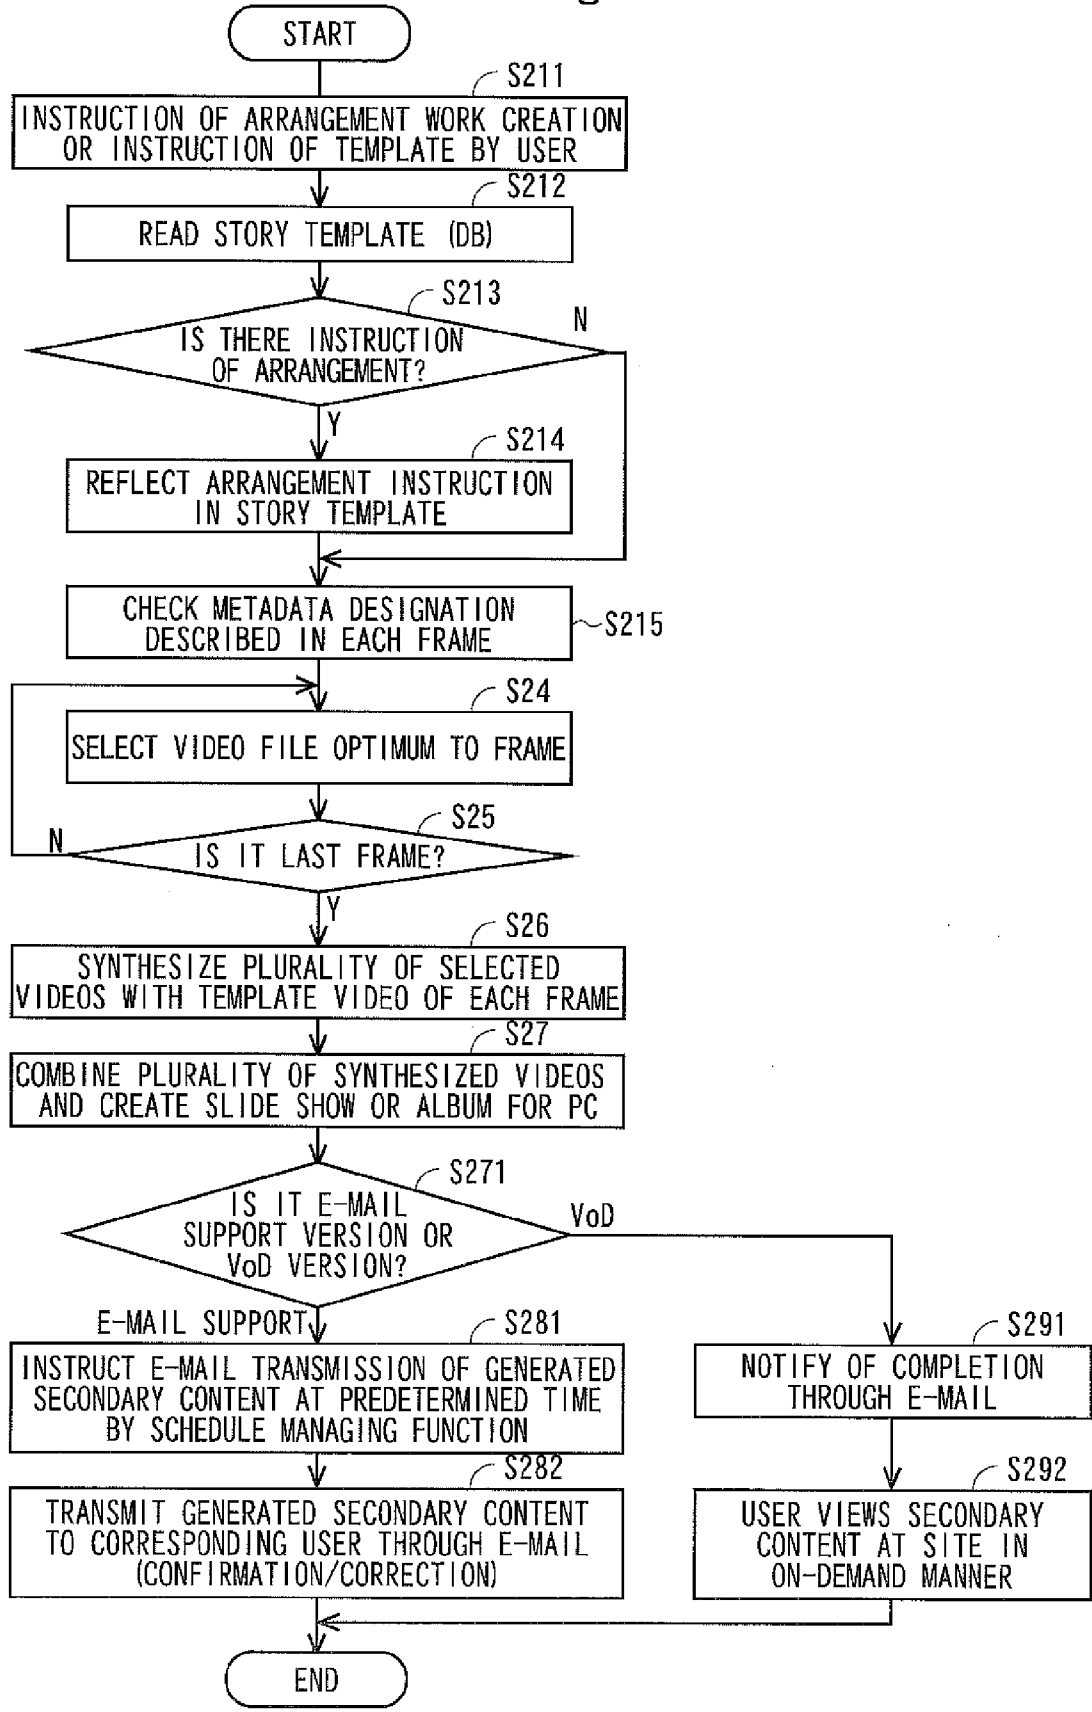 START
S211
INSTRUCTION OF ARRANGEMENT WORK CREATION
OR INSTRUCTION OF TEMPLATE BY USER
S212
READ STORY TEMPLATE (DB)
S213
N
IS THERE INSTRUCTION
OF ARRANGEMENT?
Y
S214
REFLECT ARRANGEMENT INSTRUCTION
IN STORY TEMPLATE
CHECK METADATA DESIGNATION
DESCRIBED IN EACH FRAME
S215
S24
SELECT VIDEO FILE OPTIMUM TO FRAME
S25
N
IS IT LAST FRAME?
Y
S26
SYNTHESIZE PLURALITY OF SELECTED
VIDEOS WITH TEMPLATE VIDEO OF EACH FRAME
S27
COMBINE PLURALITY OF SYNTHESIZED VIDEOS
AND CREATE SLIDE SHOW OR ALBUM FOR PC
S271
IS IT E-MAIL
SUPPORT VERSION OR
VoD VERSION?
VoD
E-MAIL SUPPORT
S281
INSTRUCT E-MAIL TRANSMISSION OF GENERATED
SECONDARY CONTENT AT PREDETERMINED TIME
BY SCHEDULE MANAGING FUNCTION
S282
TRANSMIT GENERATED SECONDARY CONTENT
TO CORRESPONDING USER THROUGH E-MAIL
(CONFIRMATION/CORRECTION)
S291
NOTIFY OF COMPLETION
THROUGH E-MAIL
S292
USER VIEWS SECONDARY
CONTENT AT SITE IN
ON-DEMAND MANNER
END